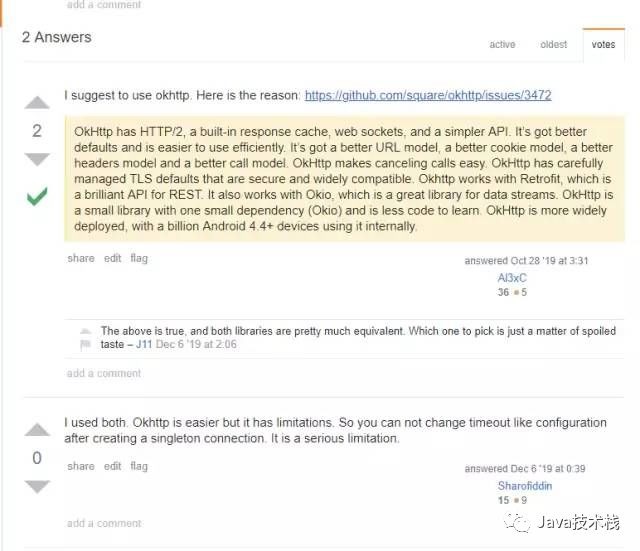 add a comment
2 Answers
active oldest votes
I suggest to use okhttp. Here is the reason: https://github.com/square/okhttp/issues/3472
2
OkHttp has HTTP/2, a built-in response cache, web sockets, and a simpler API. It's got better
defaults and is easier to use efficiently. It's got a better URL model, a better cookie model, a better
headers model and a better call model. OkHttp makes canceling calls easy. OkHttp has carefully
managed TLS defaults that are secure and widely compatible. Okhttp works with Retrofit, which is
a brilliant API for REST. It also works with Okio, which is a great library for data streams. OkHttp is
a small library with one small dependency (Okio) and is less code to learn. OkHttp is more widely
deployed, with a billion Android 4.4+ devices using it internally.
share edit flag
answered Oct 28 '19 at 3:31
Al3xC
36 5
The above is true, and both libraries are pretty much equivalent. Which one to pick is just a matter of spoiled
taste – J11 Dec 6 '19 at 2:06
add a comment
I used both. Okhttp is easier but it has limitations. So you can not change timeout like configuration
after creating a singleton connection. It is a serious limitation.
0
share edit flag
answered Dec 6 '19 at 0:39
Sharofiddin
15 9
add a comment
Java技术栈